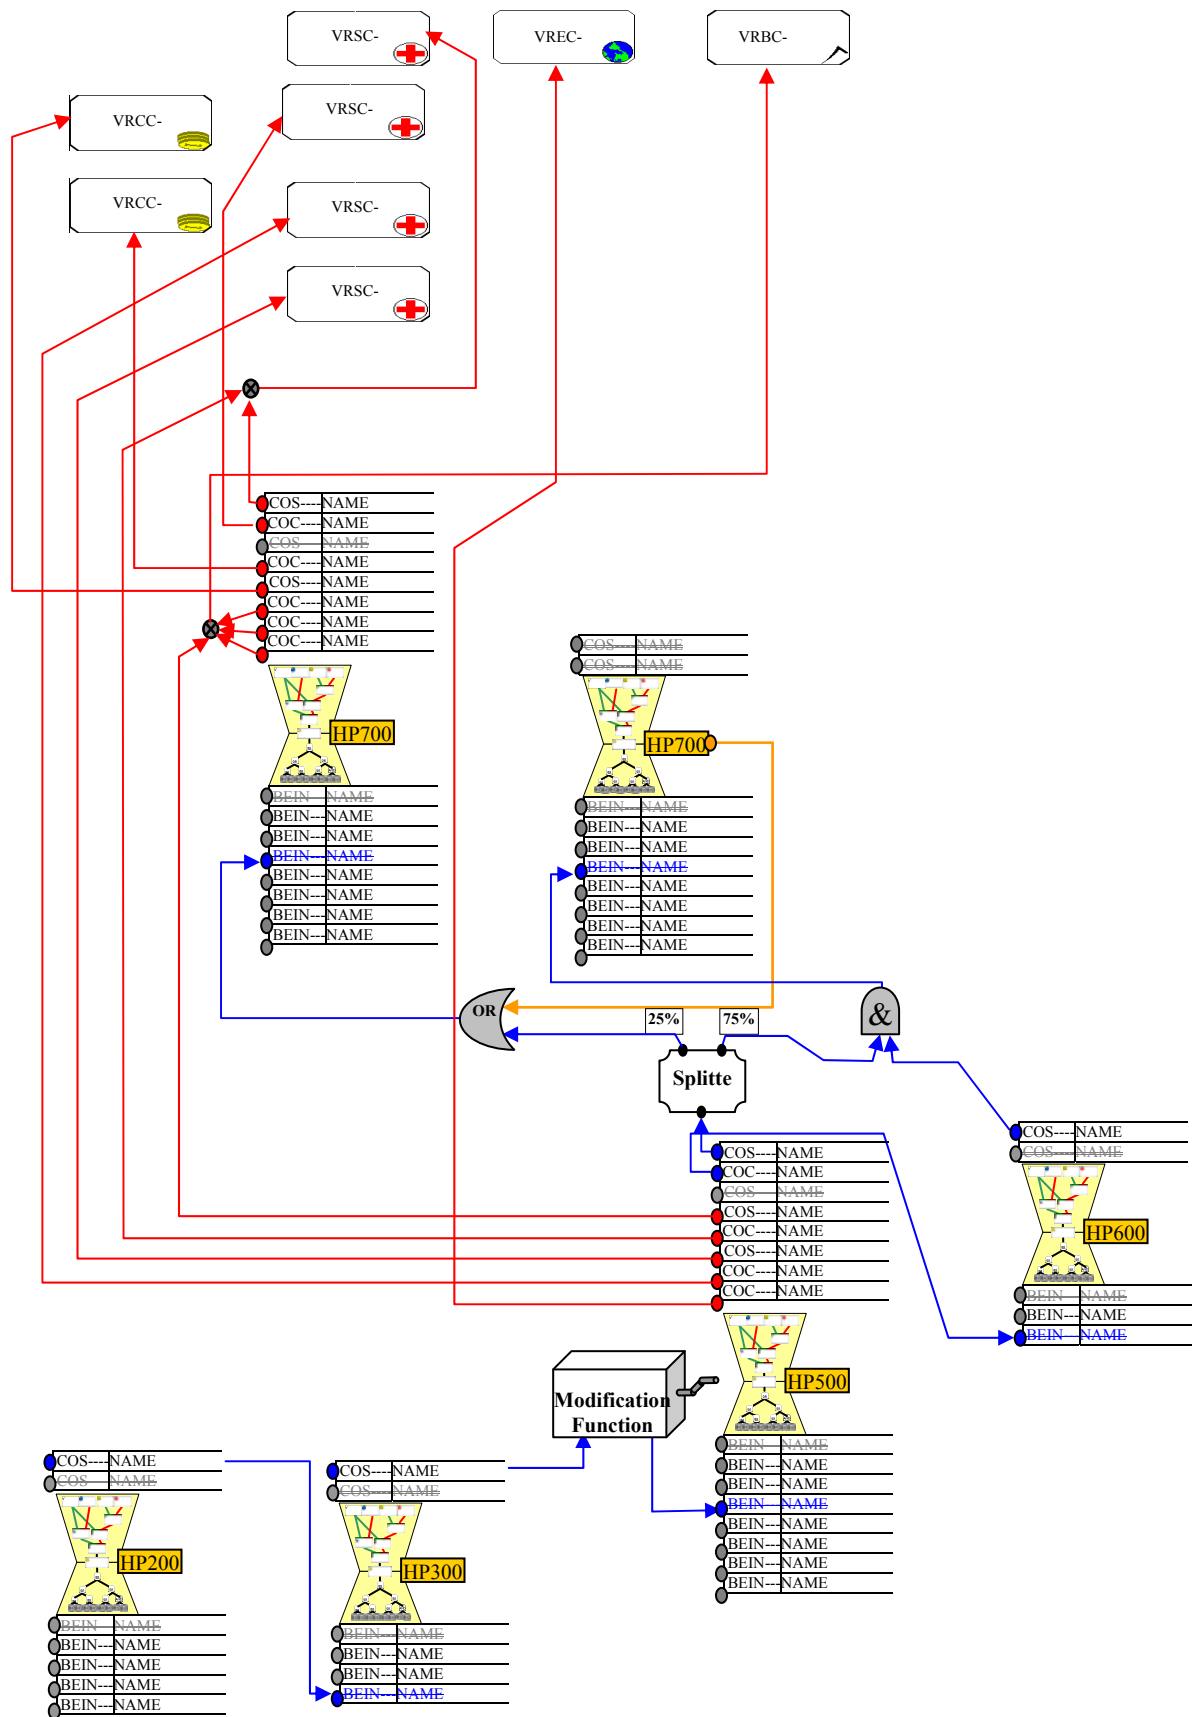 VRSC-
VREC-
VRBC-
VRCC-
VRSC-
VRCC-
VRSC-
VRSC-
COS----NAME
COC----NAME
COS----NAME
COC----NAME
COS----NAME
COC----NAME
COC----NAME
COC----NAME
HP700
BEIN---NAME
BEIN---NAME
BEIN---NAME
BEIN---NAME
BEIN---NAME
BEIN---NAME
BEIN---NAME
BEIN---NAME
COS----NAME
COS----NAME
HP700
BEIN---NAME
BEIN---NAME
BEIN---NAME
BEIN---NAME
BEIN---NAME
BEIN---NAME
BEIN---NAME
BEIN---NAME
OR
25%
75%
&
Splitte
COS----NAME
COC----NAME
COS----NAME
COS----NAME
COC----NAME
COS----NAME
COC----NAME
COC----NAME
HP500
BEIN---NAME
BEIN---NAME
BEIN---NAME
BEIN---NAME
BEIN---NAME
BEIN---NAME
BEIN---NAME
BEIN---NAME
COS----NAME
COS----NAME
HP600
BEIN---NAME
BEIN---NAME
BEIN---NAME
Modification
Function
COS----NAME
COS----NAME
HP200
BEIN---NAME
BEIN---NAME
BEIN---NAME
BEIN---NAME
BEIN---NAME
COS----NAME
COS----NAME
HP300
BEIN---NAME
BEIN---NAME
BEIN---NAME
BEIN---NAME